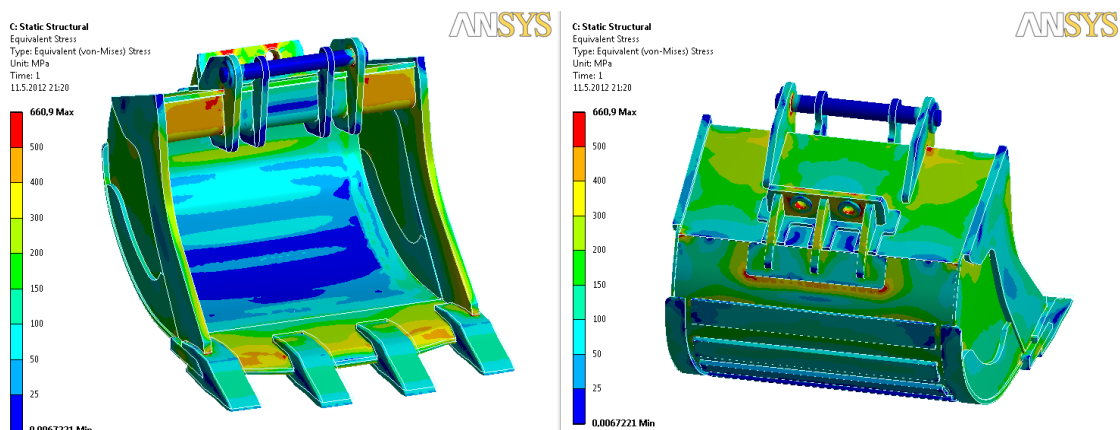 C: Static Structural
Equivalent Stress
Type: Equivalent (von-Mises) Stress
Unit: MPa
Time: 1
11.5.2012 21:20
ANSYS
660,9 Max
500
400
300
200
150
100
50
25
0,0067221 Min
C: Static Structural
Equivalent Stress
Type: Equivalent (von-Mises) Stress
Unit: MPa
Time: 1
11.5.2012 21:20
ANSYS
660,9 Max
500
400
300
200
150
100
50
25
0,0067221 Min